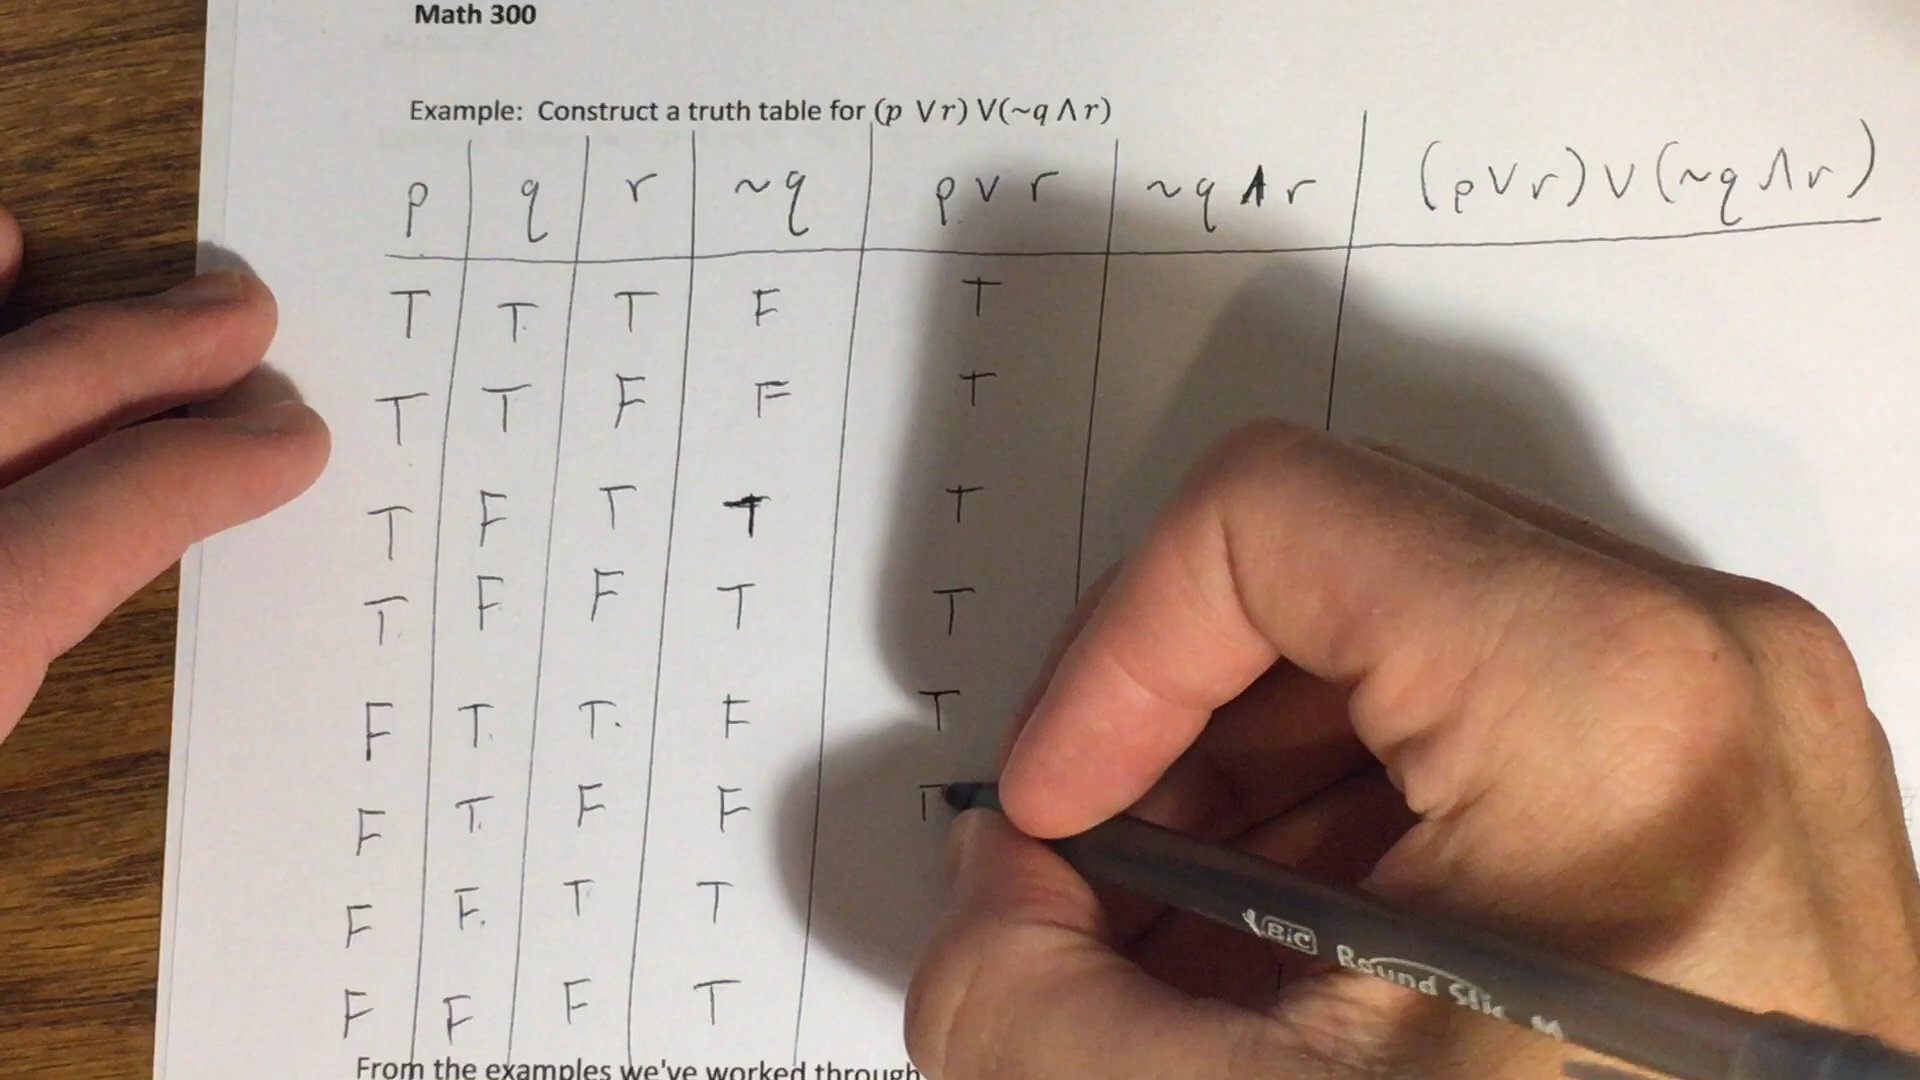 Math 300
Example: Construct a truth table for (p ∨ r) ∨ (~q ∧ r)
p q r ~q p ∨ r ~q ∧ r (p ∨ r) ∨ (~q ∧ r)
T T T F T
T T F F T
T F T T T
T F F T T
F T T F T
F T F F
F F T T
F F F T
BIC Round Stic M
From the examples we've worked through